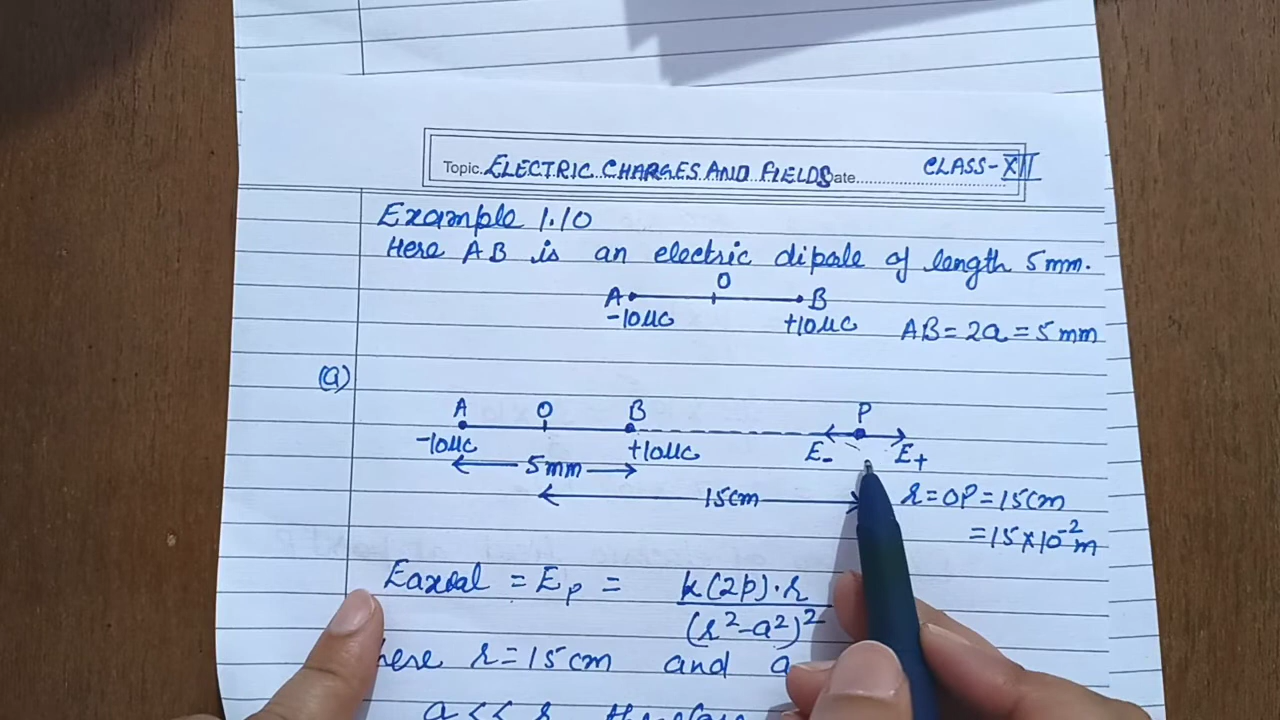 Topic. ELECTRIC CHARGES AND FIELDS Date CLASS-XII
Example 1.10
Here AB is an electric dipole of length 5mm.
O
A B
-10μC +10μC AB=2a=5mm
(a)
A O B P
-10μC +10μC E- E+
5mm
15cm r=OP=15cm
=15×10⁻²m
Eaxial = Ep = k(2p).r
(r²-a²)²
here r=15cm and a
a<< r